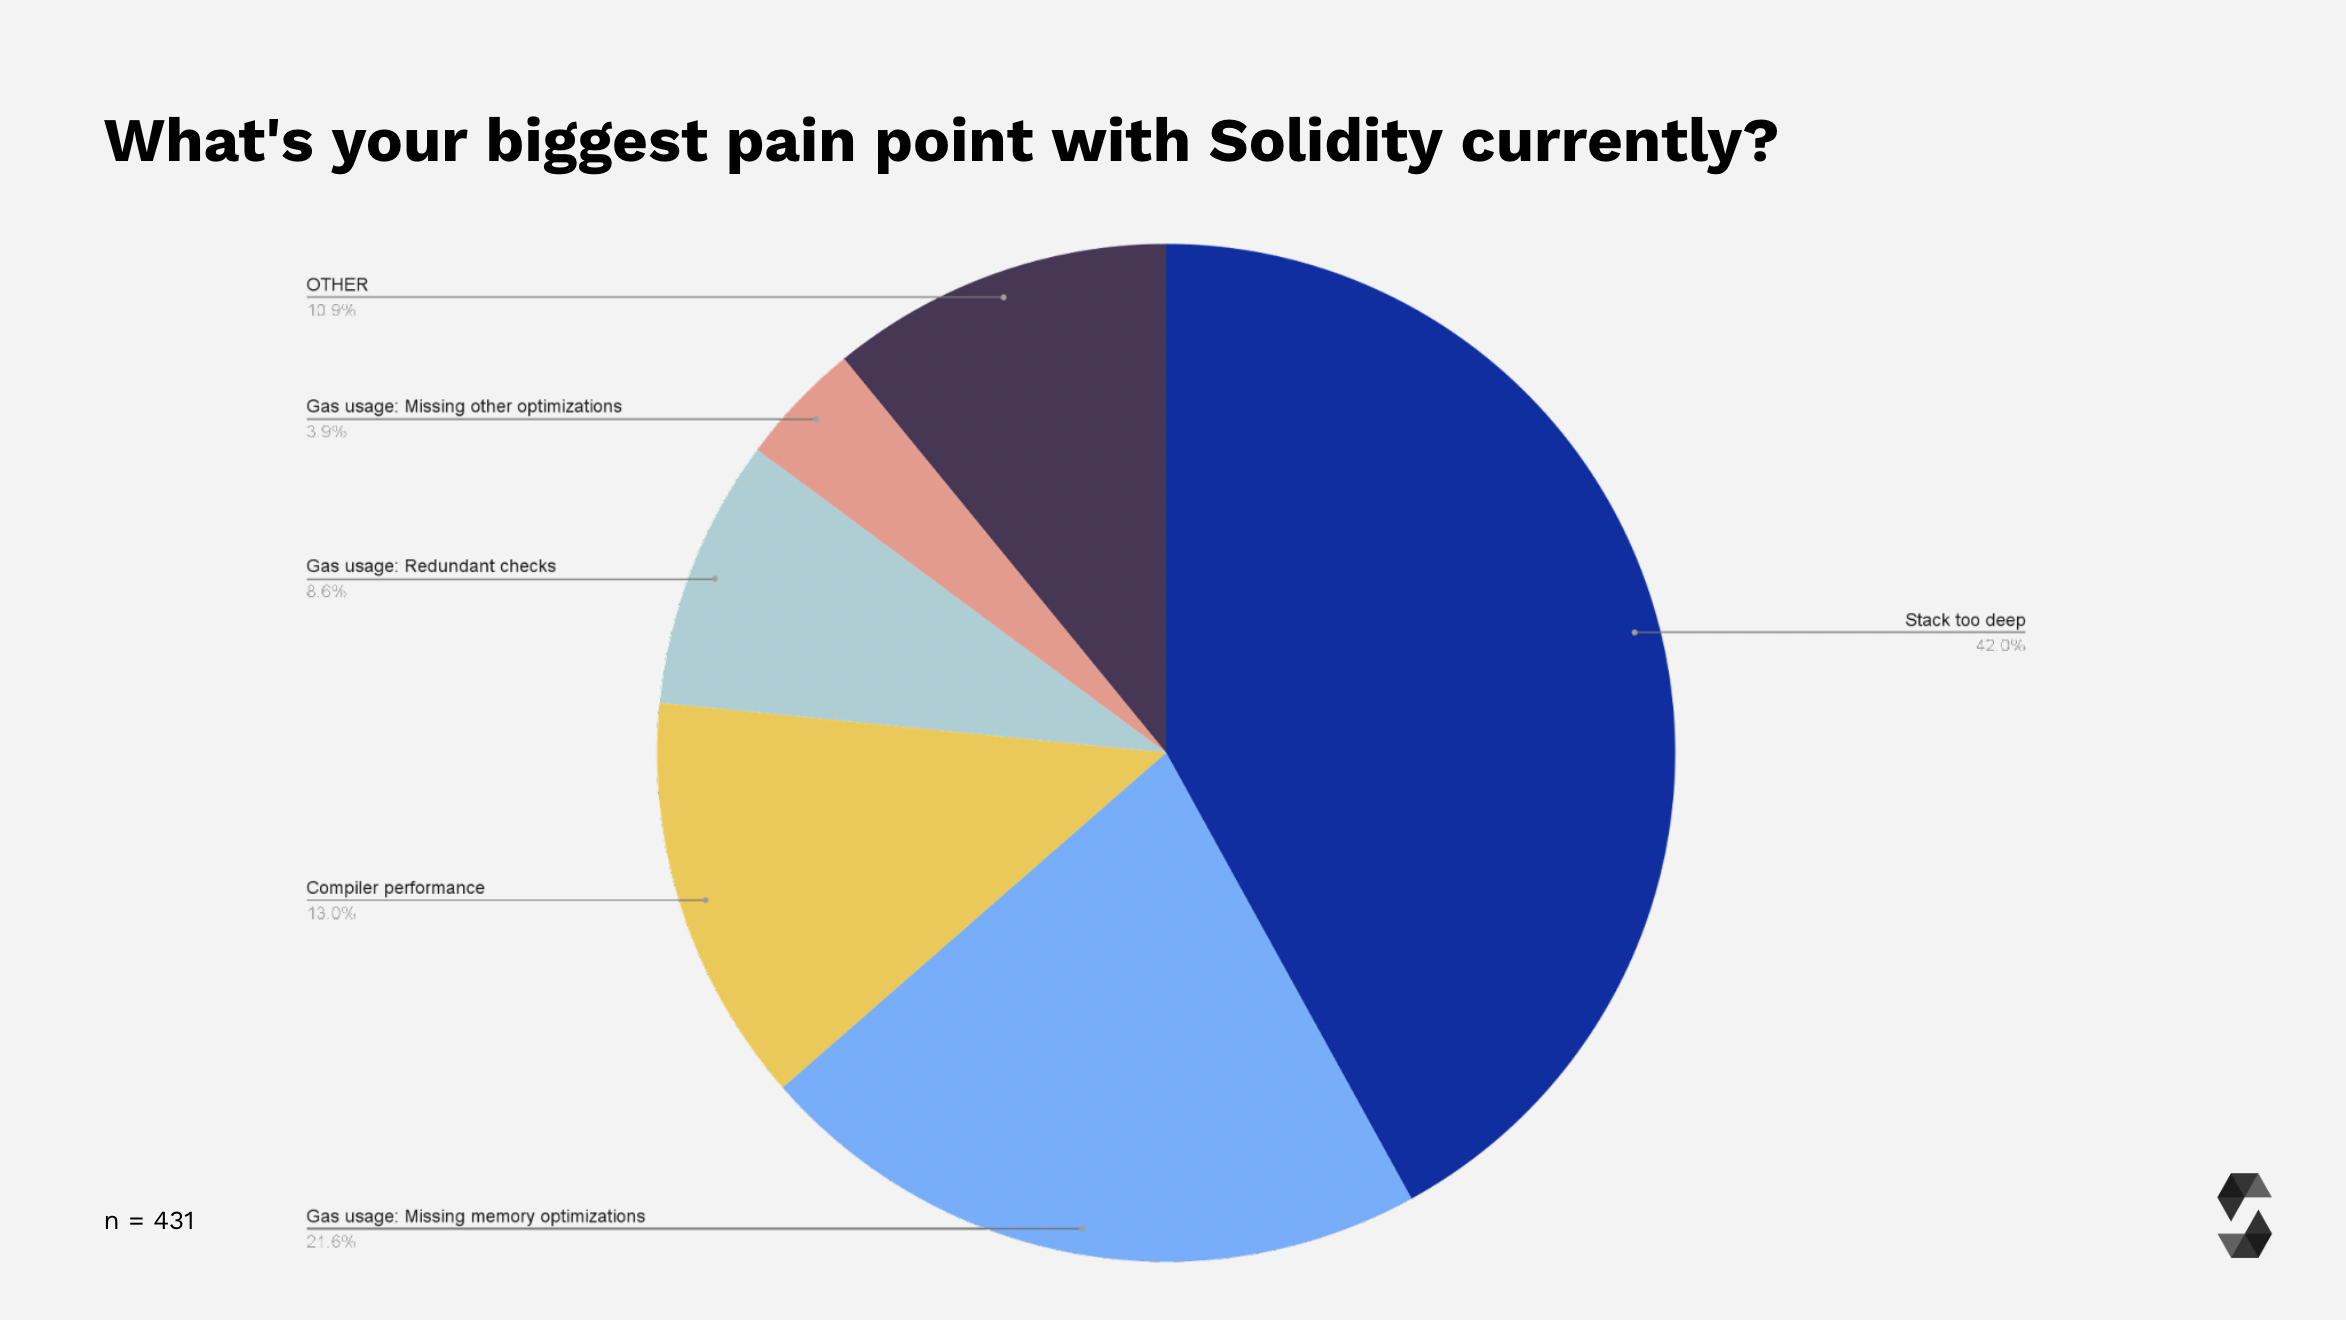 What's your biggest pain point with Solidity currently?
OTHER
10.9%
Gas usage: Missing other optimizations
3.9%
Gas usage: Redundant checks
8.6%
Stack too deep
42.0%
Compiler performance
13.0%
Gas usage: Missing memory optimizations
21.6%
n = 431